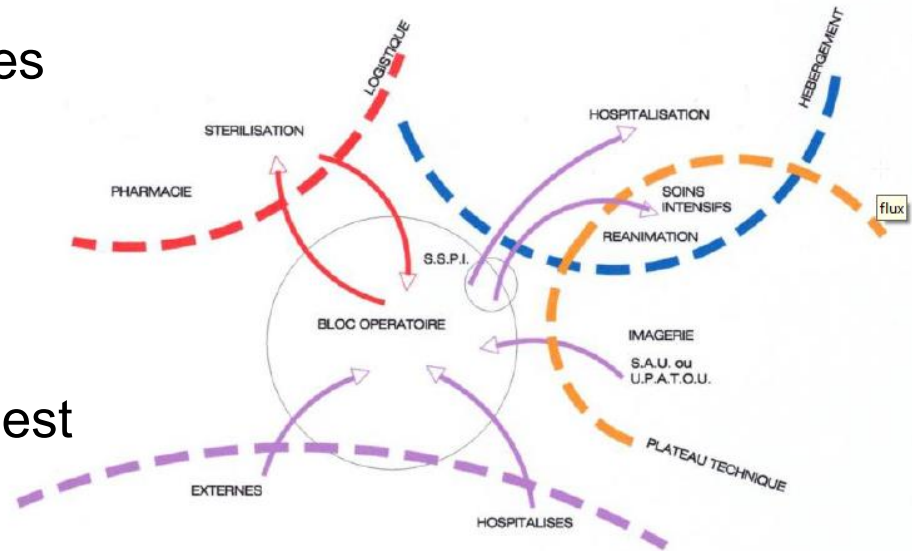 es
LOGISTIQUE
HEBERGEMENT
STERILISATION
HOSPITALISATION
PHARMACIE
SOINS
INTENSIFS
flux
REANIMATION
S.S.P.I.
BLOC OPERATOIRE
IMAGERIE
S.A.U. ou
U.P.A.T.O.U.
est
PLATEAU TECHNIQUE
EXTERNES
HOSPITALISES